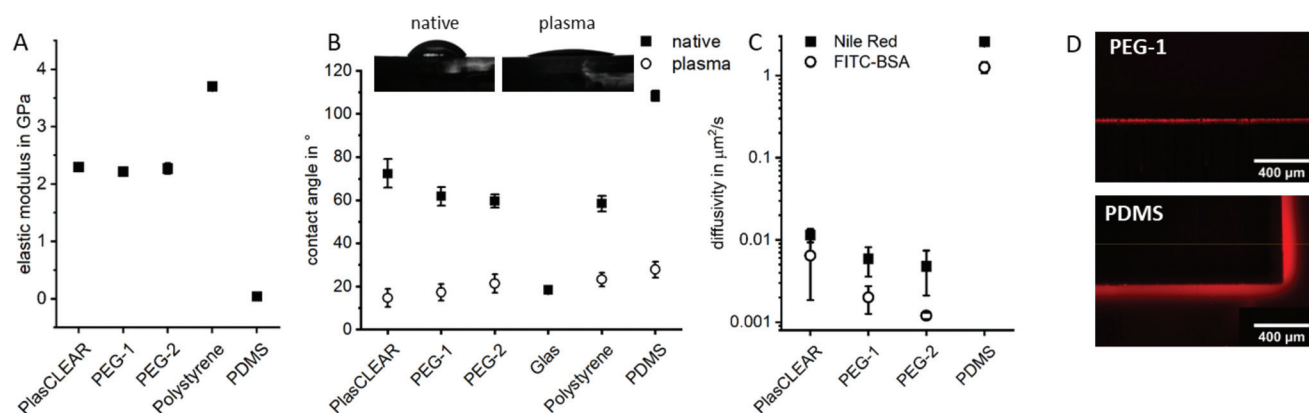 A
elastic modulus in GPa
4
3
2
1
0
PlasCLEAR
PEG-1
PEG-2
Polystyrene
PDMS
B
native
plasma
native
plasma
contact angle in °
120
100
80
60
40
20
0
PlasCLEAR
PEG-1
PEG-2
Glas
Polystyrene
PDMS
C
Nile Red
FITC-BSA
diffusivity in μm²/s
1
0.1
0.01
0.001
PlasCLEAR
PEG-1
PEG-2
PDMS
D
PEG-1
400 μm
PDMS
400 μm